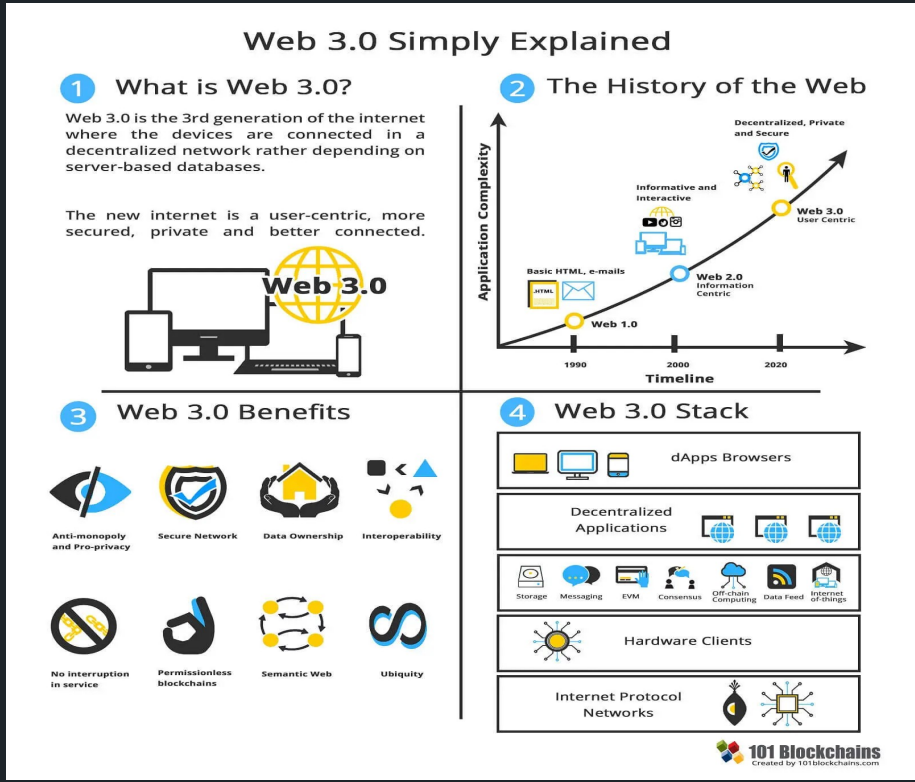 Web 3.0 Simply Explained
1
What is Web 3.0?
Web 3.0 is the 3rd generation of the internet
where the devices are connected in a
decentralized network rather depending on
server-based databases.
The new internet is a user-centric, more
secured, private and better connected.
Web 3.0
2
The History of the Web
Application Complexity
Decentralized, Private
and Secure
Informative and
Interactive
Web 3.0
User Centric
Basic HTML, e-mails
.HTML
Web 2.0
Information
Centric
Web 1.0
1990
2000
2020
Timeline
3
Web 3.0 Benefits
Anti-monopoly
and Pro-privacy
Secure Network
Data Ownership
Interoperability
No interruption
in service
Permissionless
blockchains
Semantic Web
Ubiquity
4
Web 3.0 Stack
dApps Browsers
Decentralized
Applications
Storage
Messaging
EVM
Consensus
Off-chain
Computing
Data Feed
Internet
of-things
Hardware Clients
Internet Protocol
Networks
101 Blockchains
Created by 101blockchains.com